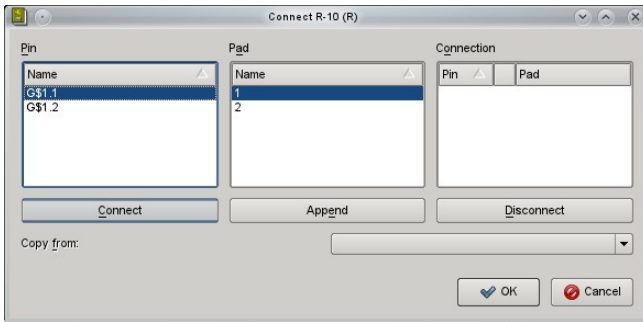 Connect R-10 (R)
Pin Pad Connection
Name Name Pin Pad
G$1.1 1
G$1.2 2
Connect Append Disconnect
Copy from:
OK Cancel